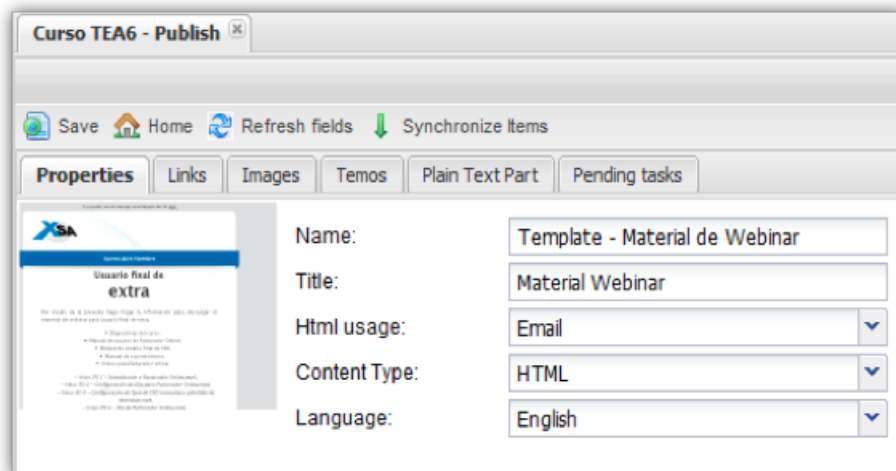 Curso TEA6 - Publish
Save Home Refresh fields Synchronize Items
Properties Links Images Temos Plain Text Part Pending tasks
XSA
Usuario final de
extra
Name: Template - Material de Webinar
Title: Material Webinar
Html usage: Email
Content Type: HTML
Language: English